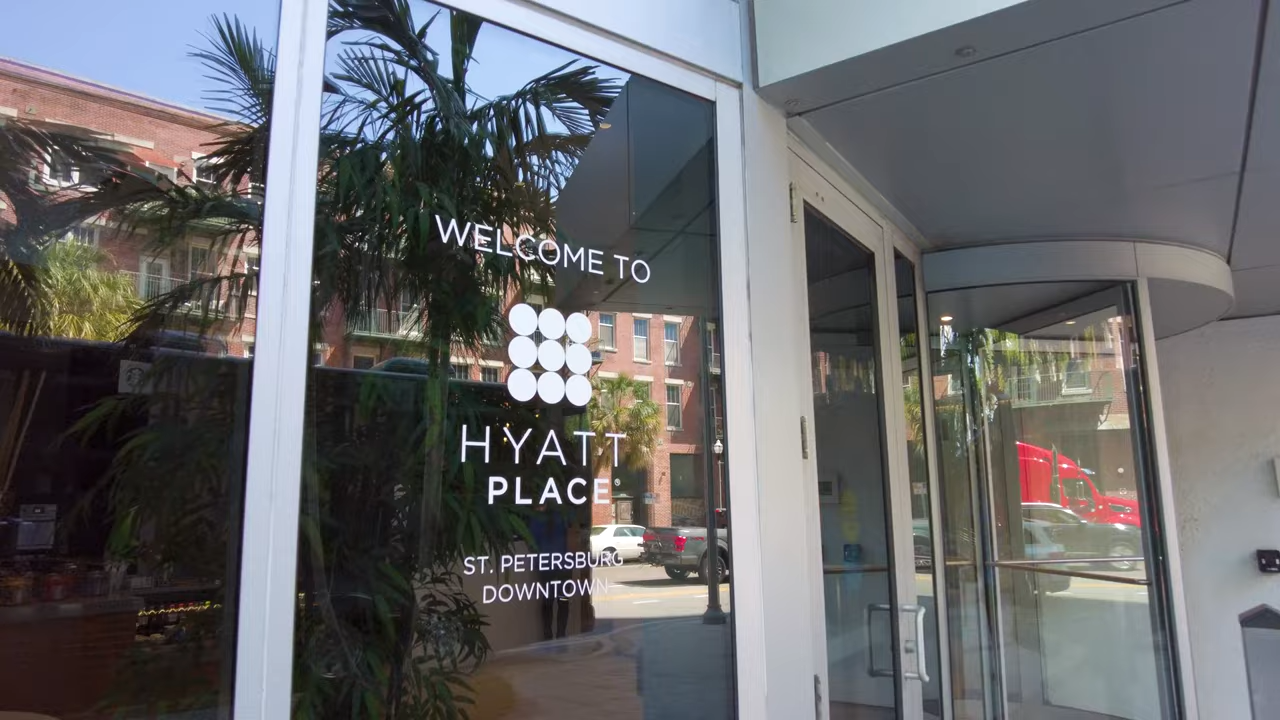 WELCOME TO
HYATT
PLACE®
ST. PETERSBURG
DOWNTOWN